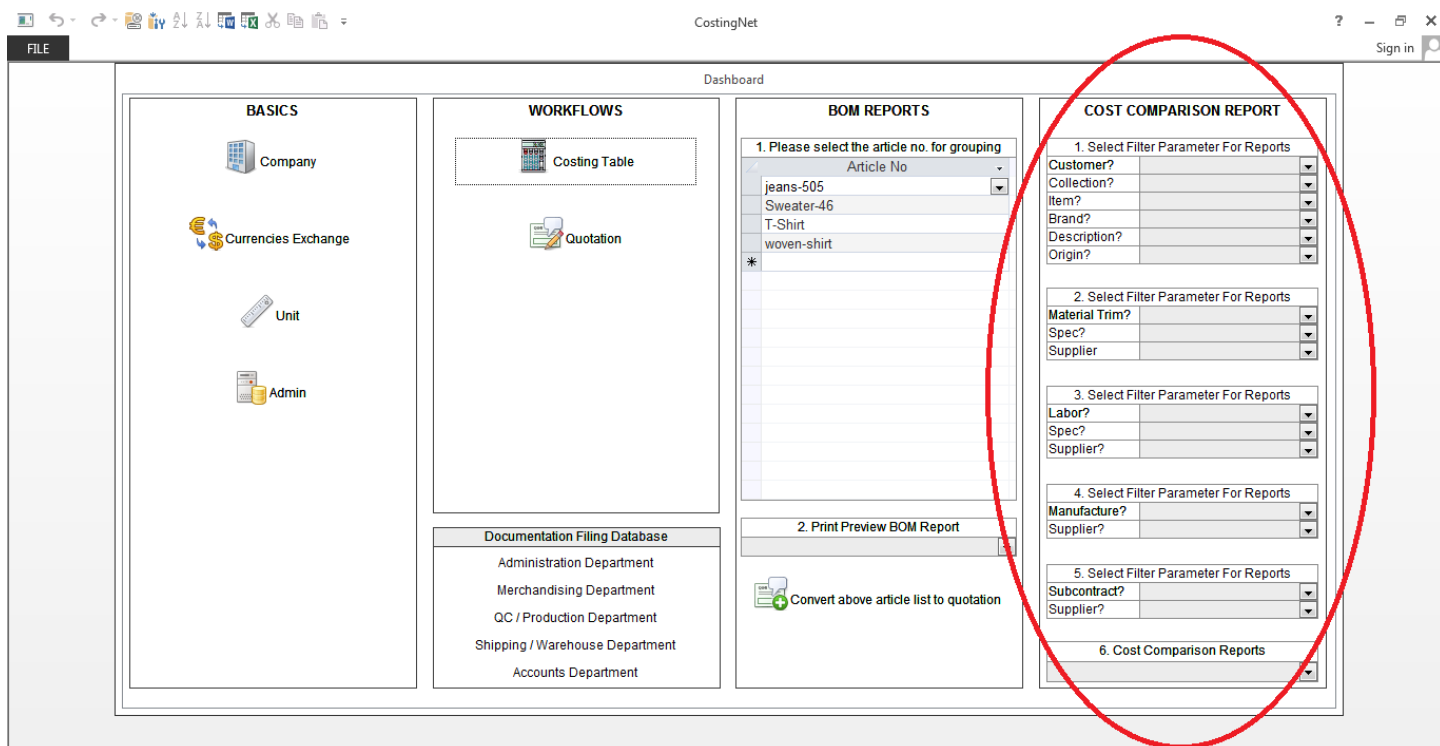 CostingNet
?
FILE
Sign in
Dashboard
BASICS
Company
Currencies Exchange
Unit
Admin
WORKFLOWS
Costing Table
Quotation
Documentation Filing Database
Administration Department
Merchandising Department
QC / Production Department
Shipping / Warehouse Department
Accounts Department
BOM REPORTS
1. Please select the article no. for grouping
Article No
jeans-505
Sweater-46
T-Shirt
woven-shirt
2. Print Preview BOM Report
Convert above article list to quotation
COST COMPARISON REPORT
1. Select Filter Parameter For Reports
Customer?
Collection?
Item?
Brand?
Description?
Origin?
2. Select Filter Parameter For Reports
Material Trim?
Spec?
Supplier
3. Select Filter Parameter For Reports
Labor?
Spec?
Supplier?
4. Select Filter Parameter For Reports
Manufacture?
Supplier?
5. Select Filter Parameter For Reports
Subcontract?
Supplier?
6. Cost Comparison Reports